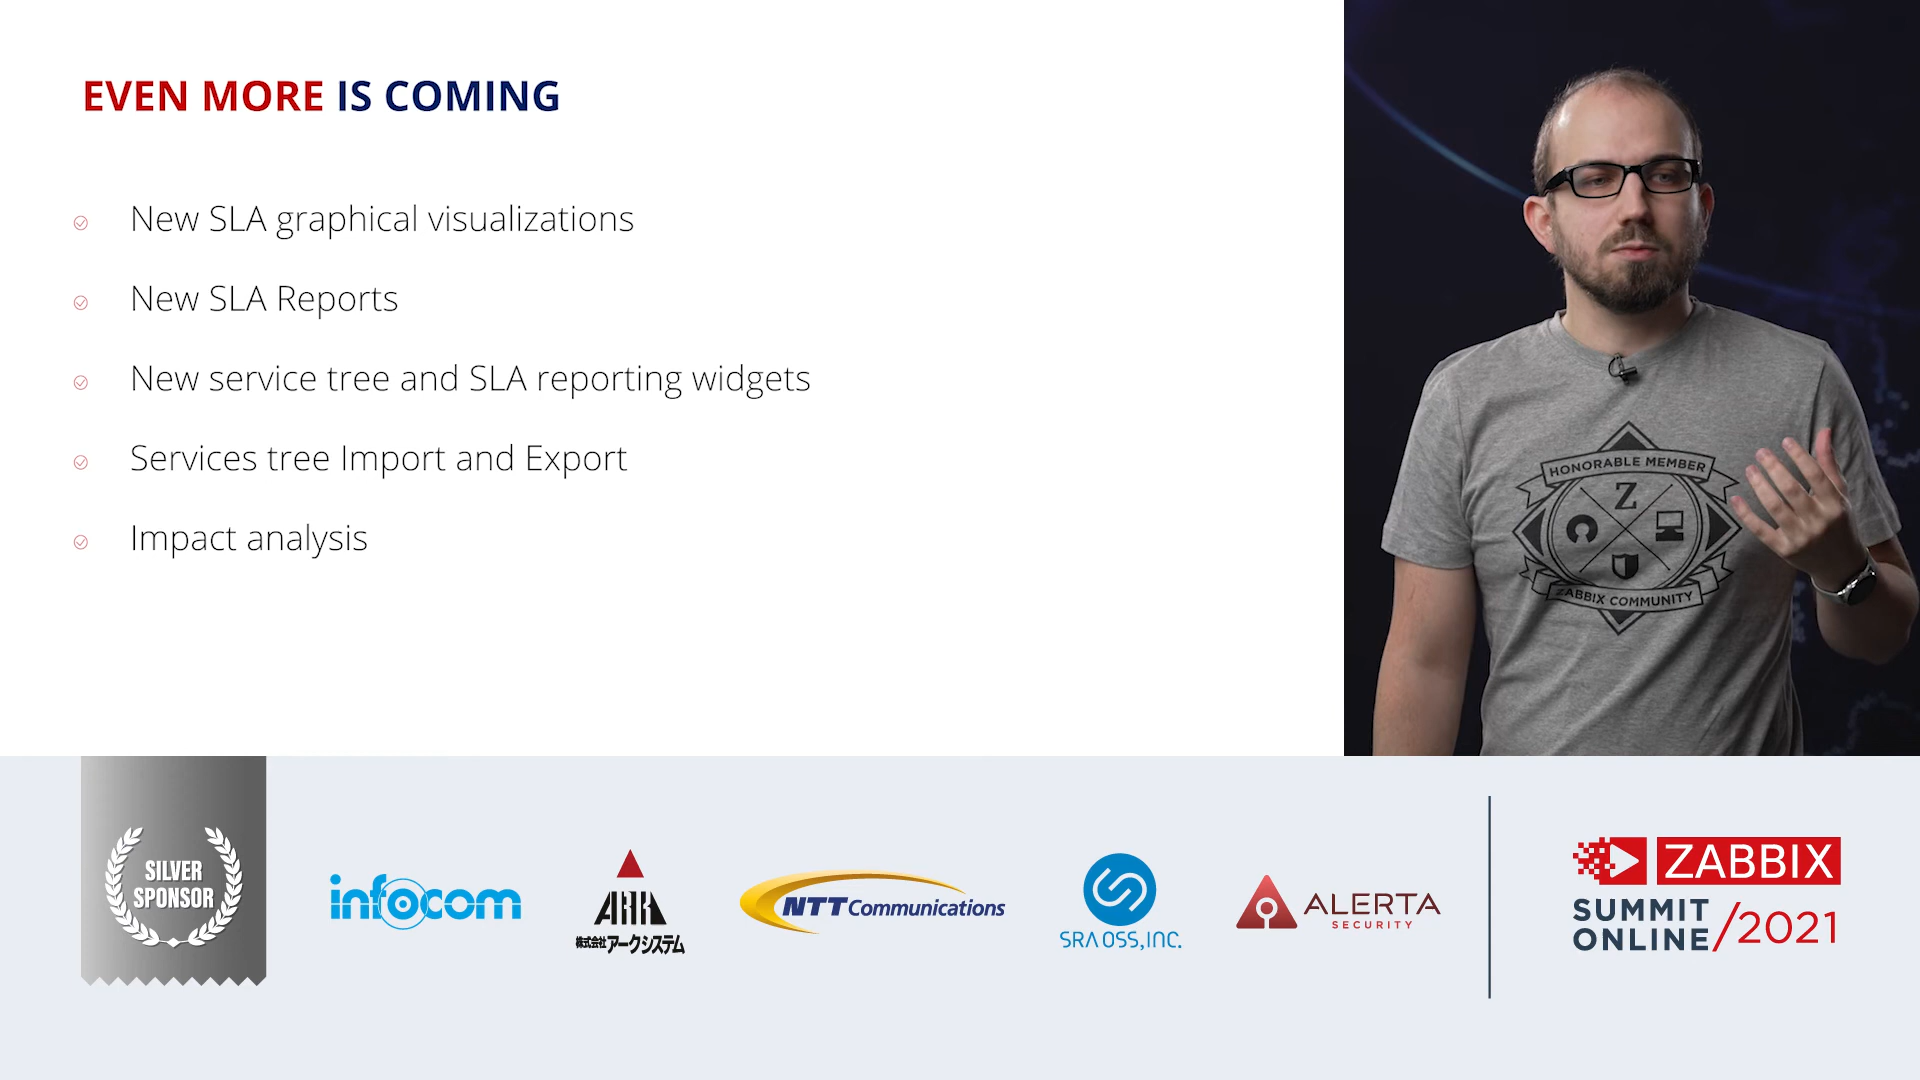 EVEN MORE IS COMING
New SLA graphical visualizations
New SLA Reports
New service tree and SLA reporting widgets
Services tree Import and Export
Impact analysis
HONORABLE MEMBER
Z
ZABBIX COMMUNITY
SILVER
SPONSOR
infocom
ARK
株式会社アークシステム
NTT Communications
SRA OSS, INC.
ALERTA
SECURITY
ZABBIX
SUMMIT
ONLINE /2021